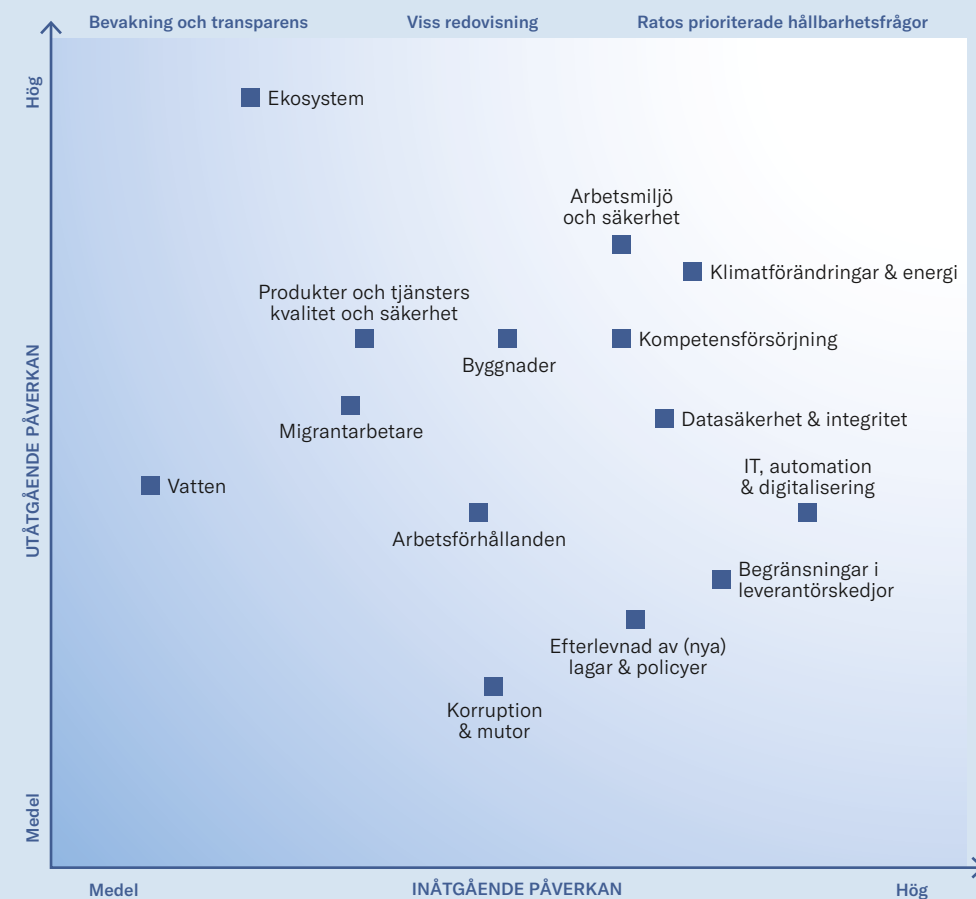 Bevakning och transparens
Viss redovisning
Ratos prioriterade hållbarhetsfrågor
Hög
Ekosystem
Arbetsmiljö
och säkerhet
Klimatförändringar & energi
Produkter och tjänsters
kvalitet och säkerhet
Kompetensförsörjning
Byggnader
UTÅTGÅENDE PÅVERKAN
Datasäkerhet & integritet
Migrantarbetare
IT, automation
& digitalisering
Vatten
Arbetsförhållanden
Begränsningar i
leverantörskedjor
Efterlevnad av (nya)
lagar & policyer
Korruption
& mutor
Medel
Medel
INÅTGÅENDE PÅVERKAN
Hög